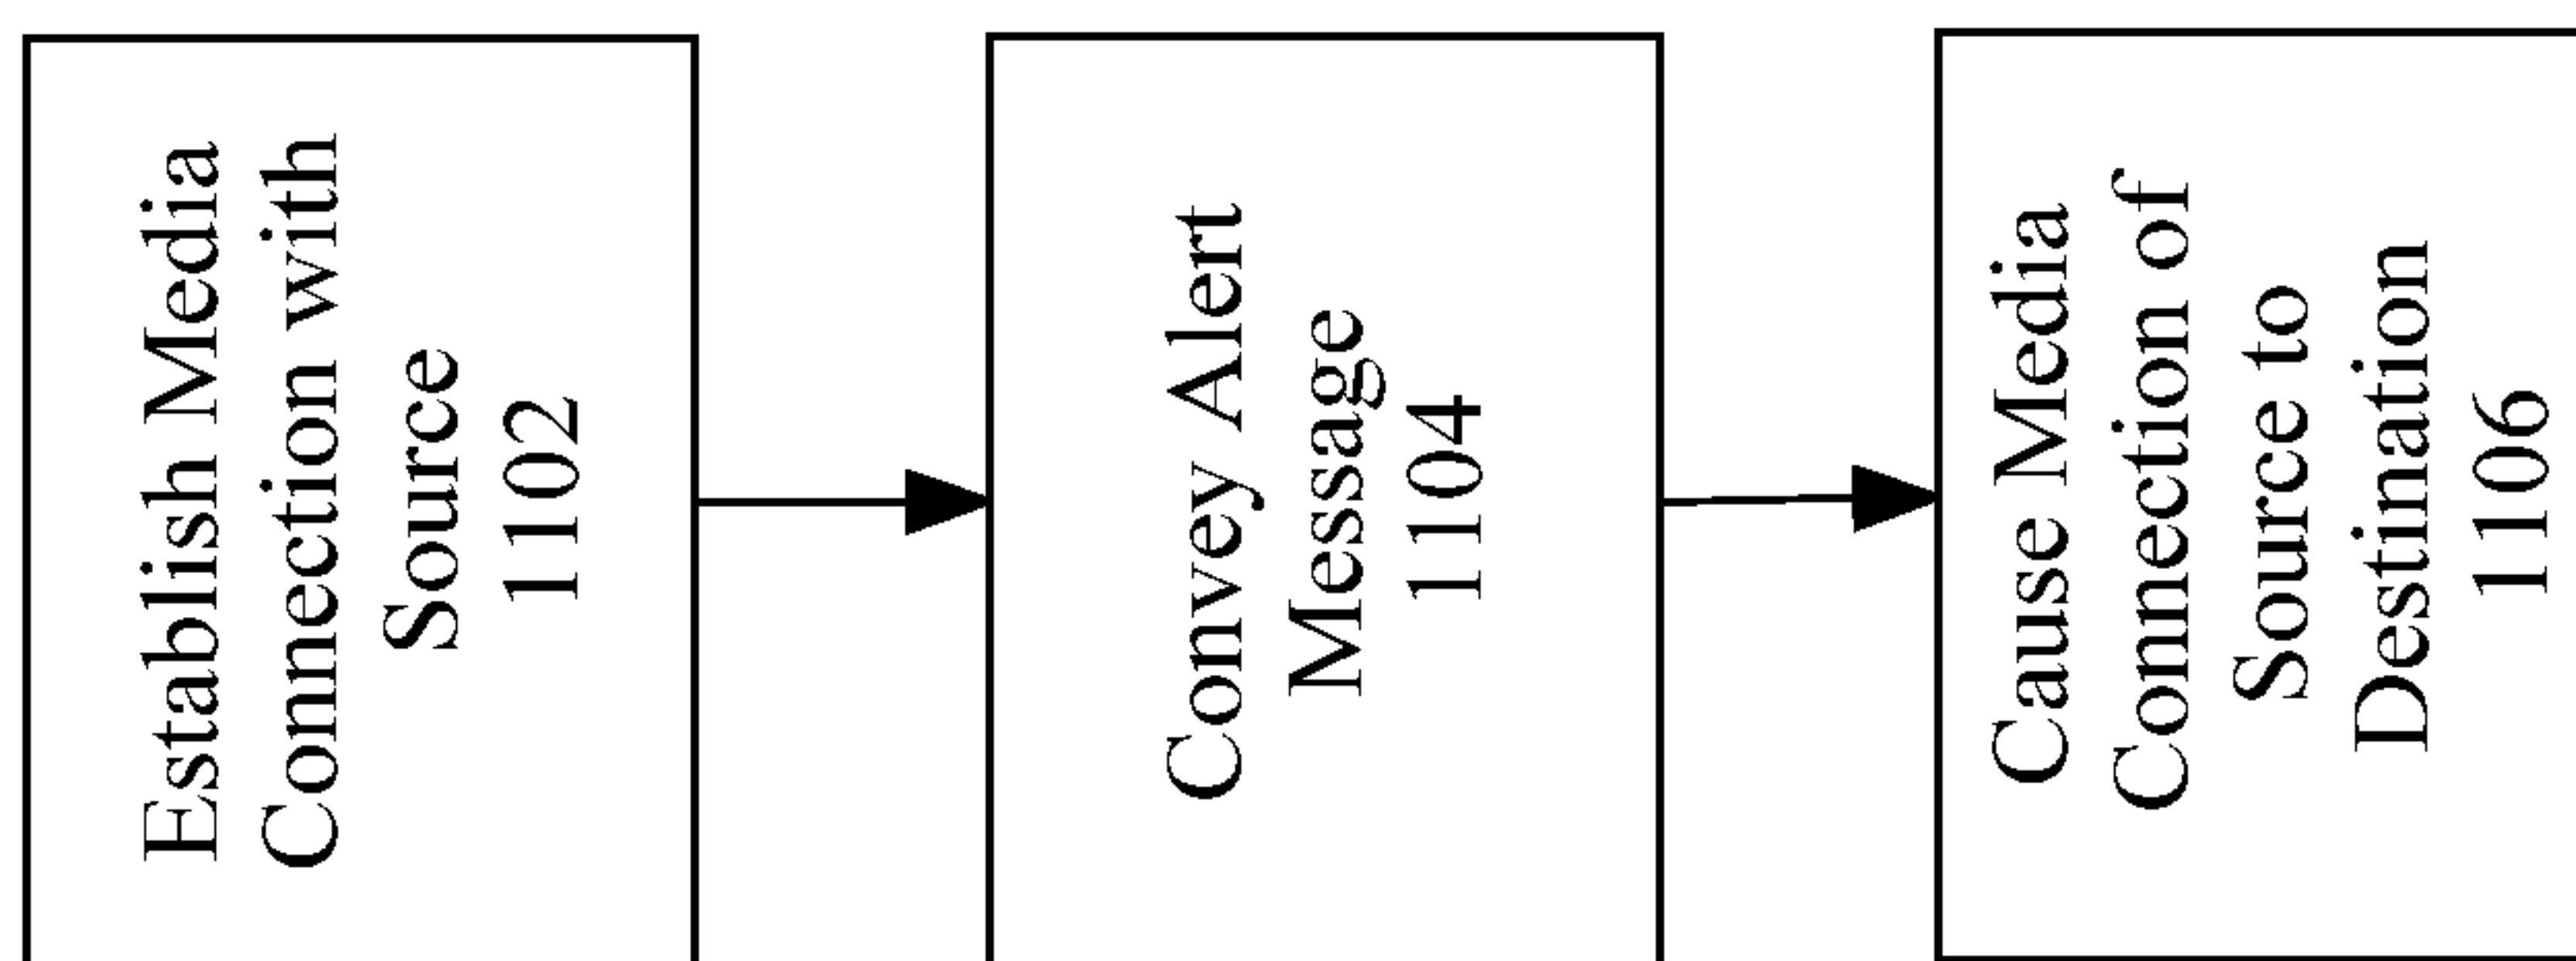 Establish Media
Connection with
Source
1102
Convey Alert
Message
1104
Cause Media
Connection of
Source to
Destination
1106